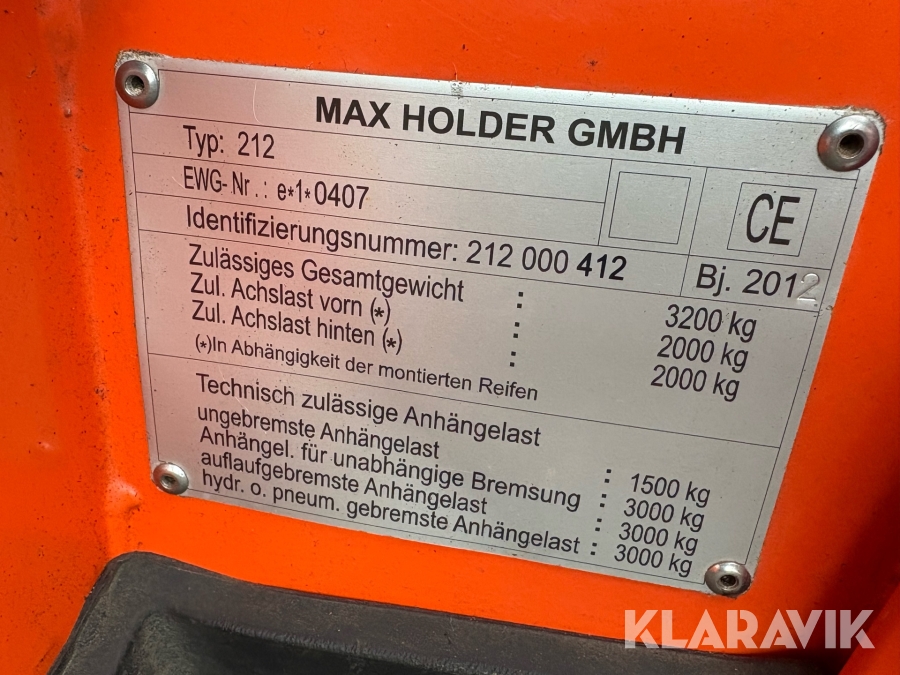 MAX HOLDER GMBH
Typ: 212
EWG- Nr . : e*1*0407
CE
Identifizierungsnummer: 212 000 412
Bj. 2012
Zulässiges Gesamtgewicht : 3200 kg
Zul. Achslast vorn (*) : 2000 kg
Zul. Achslast hinten (*) : 2000 kg
(*)In Abhängigkeit der montierten Reifen
Technisch zulässige Anhängelast
ungebremste Anhängelast : 1500 kg
Anhängel. für unabhängige Bremsung : 3000 kg
auflaufgebremste Anhängelast : 3000 kg
hydr. o. pneum. gebremste Anhängelast : 3000 kg
KLARAVIK